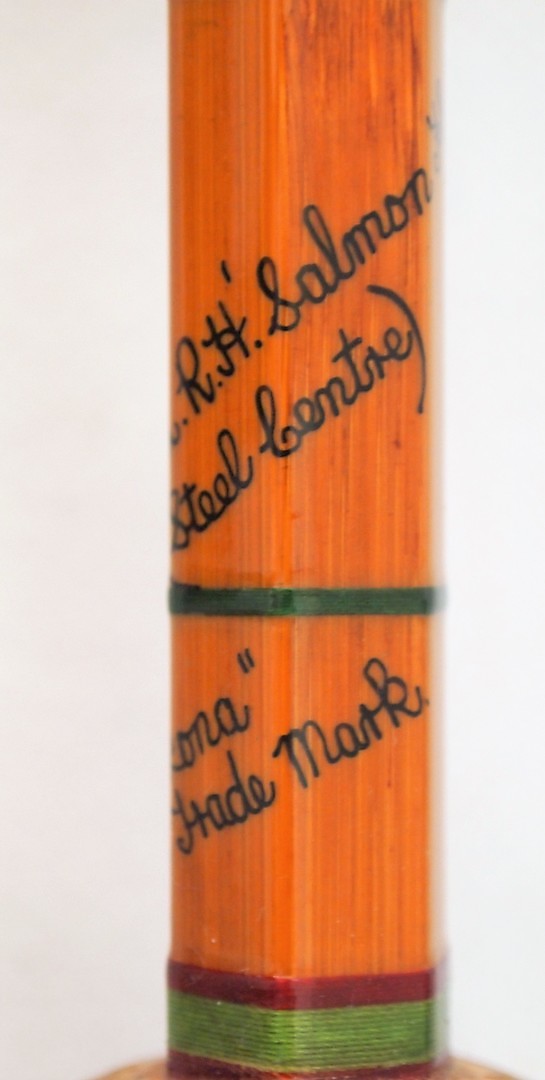 .R.H'. Salmon
Steel Centre)
ona"
Trade Mark.